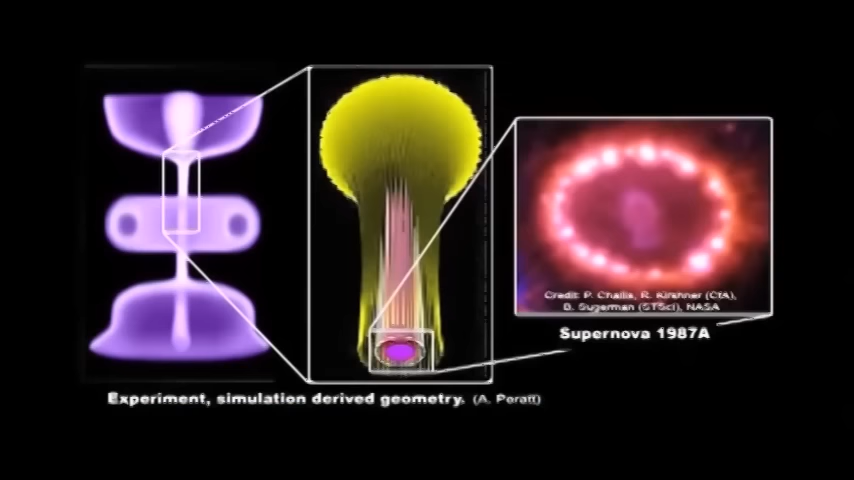 Credit: P. Challis, R. Kirshner (CfA),
B. Sugerman (STScI), NASA
Supernova 1987A
Experiment, simulation derived geometry. (A. Peratt)